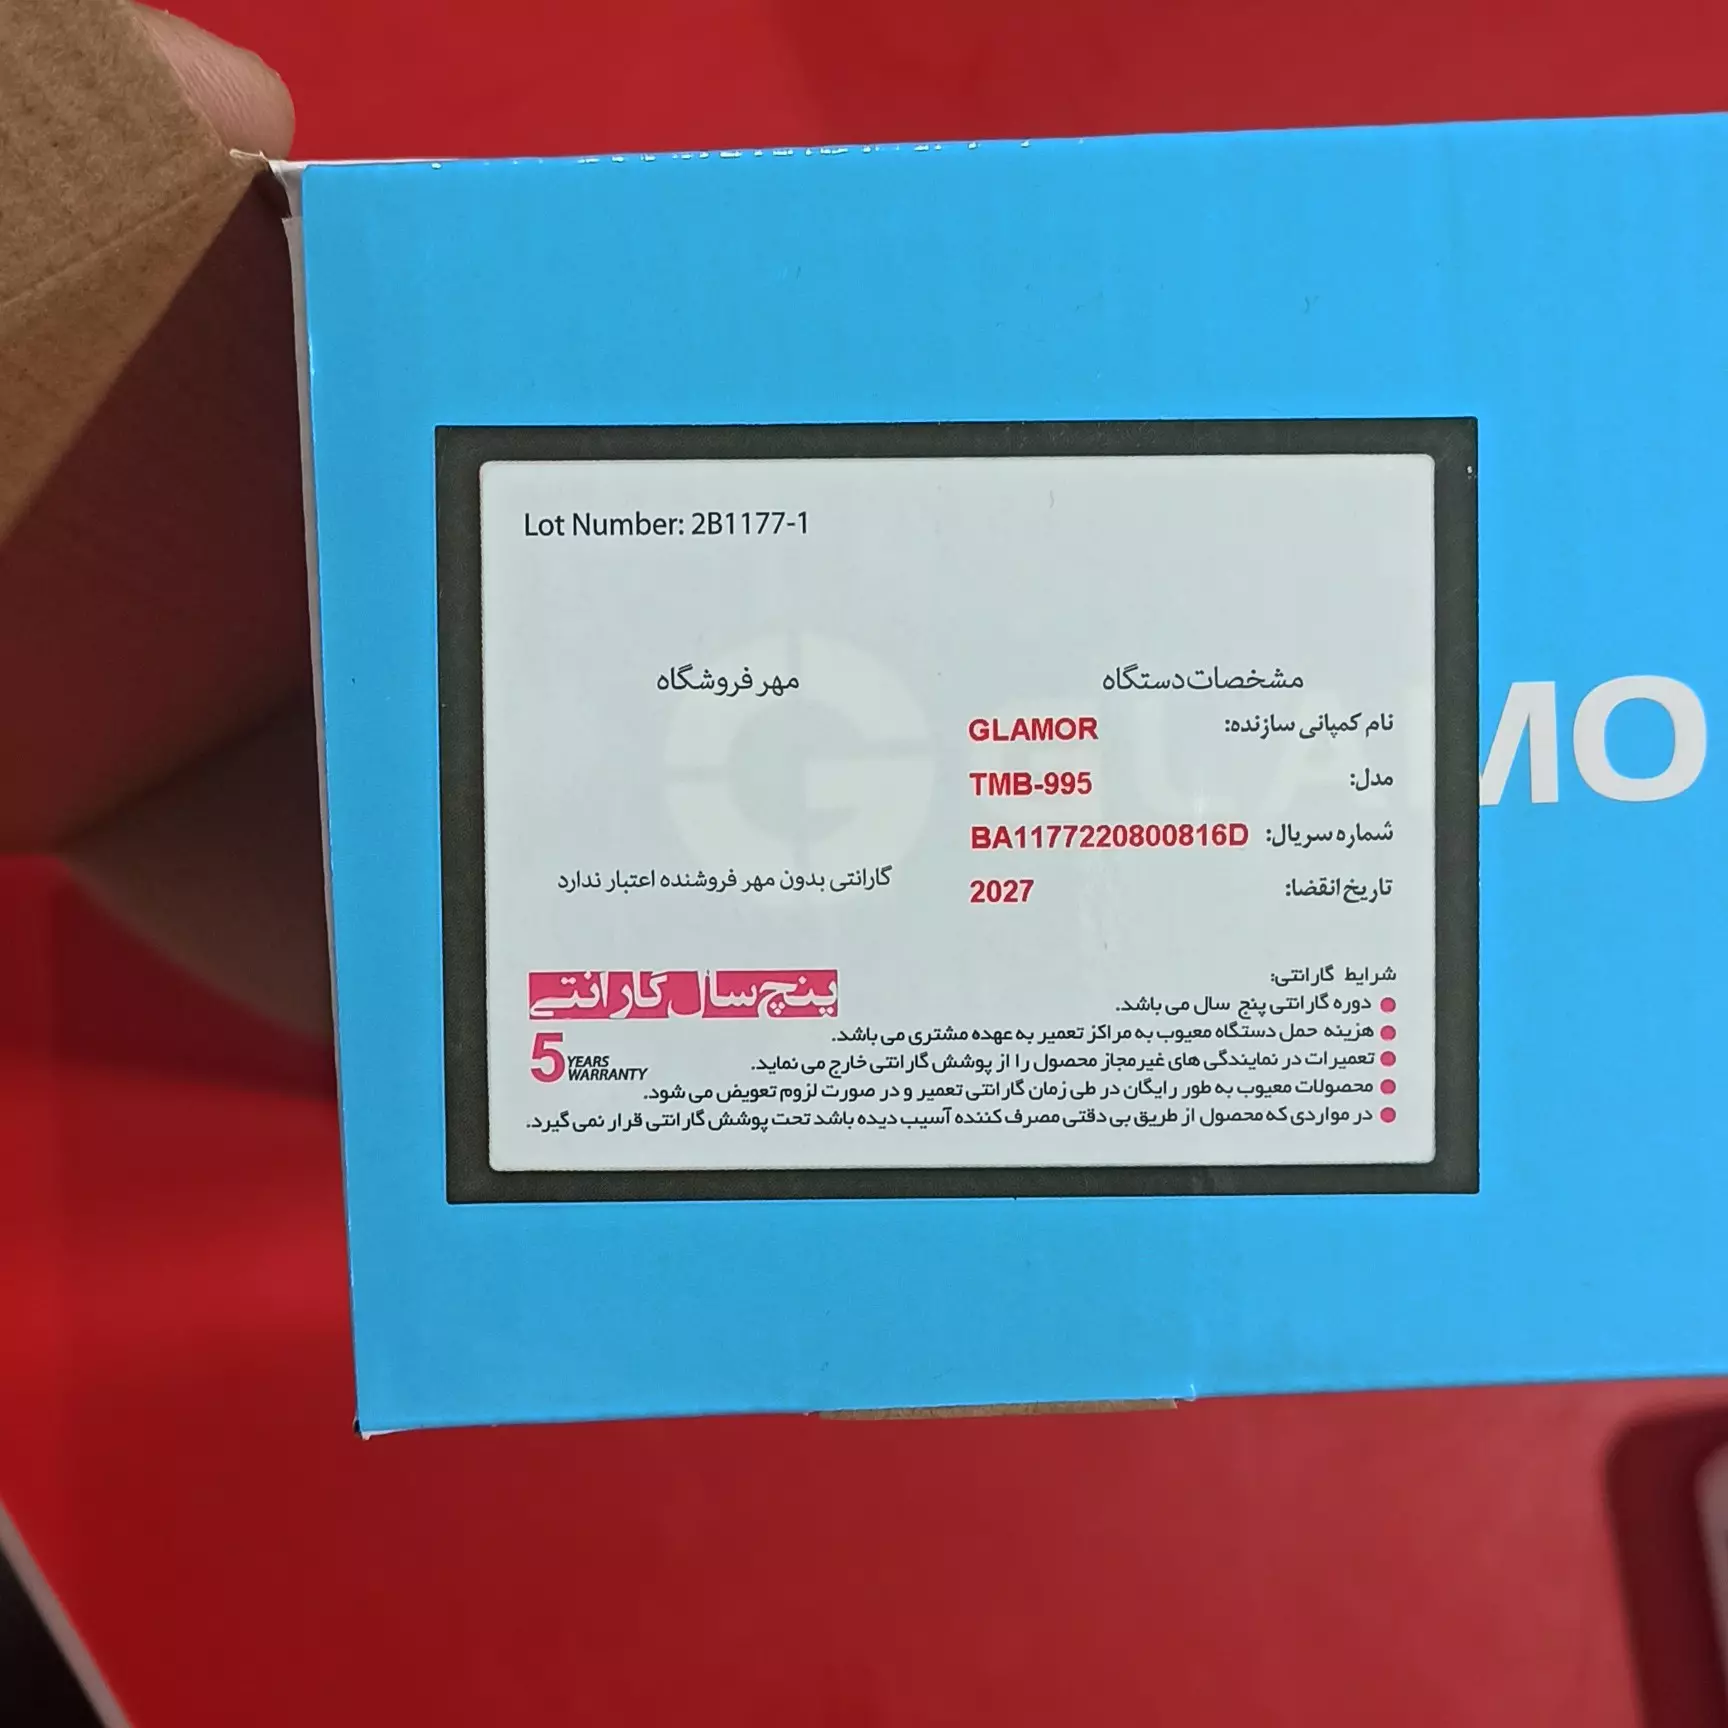 Lot Number: 2B1177-1
مشخصات دستگاه
نام کمپانی سازنده: GLAMOR
مدل: TMB-995
شماره سریال: BA1177220800816D
تاریخ انقضا: 2027
مهر فروشگاه
گارانتی بدون مهر فروشنده اعتبار ندارد
پنج سال گارانتی
5 YEARS
WARRANTY
شرایط گارانتی:
دوره گارانتی پنج سال می باشد.
هزینه حمل دستگاه معیوب به مراکز تعمیر به عهده مشتری می باشد.
تعمیرات در نمایندگی های غیرمجاز محصول را از پوشش گارانتی خارج می نماید.
محصولات معیوب به طور رایگان در طی زمان گارانتی تعمیر و در صورت لزوم تعویض می شود.
در مواردی که محصول از طریق بی دقتی مصرف کننده آسیب دیده باشد تحت پوشش گارانتی قرار نمی گیرد.
GLAMO